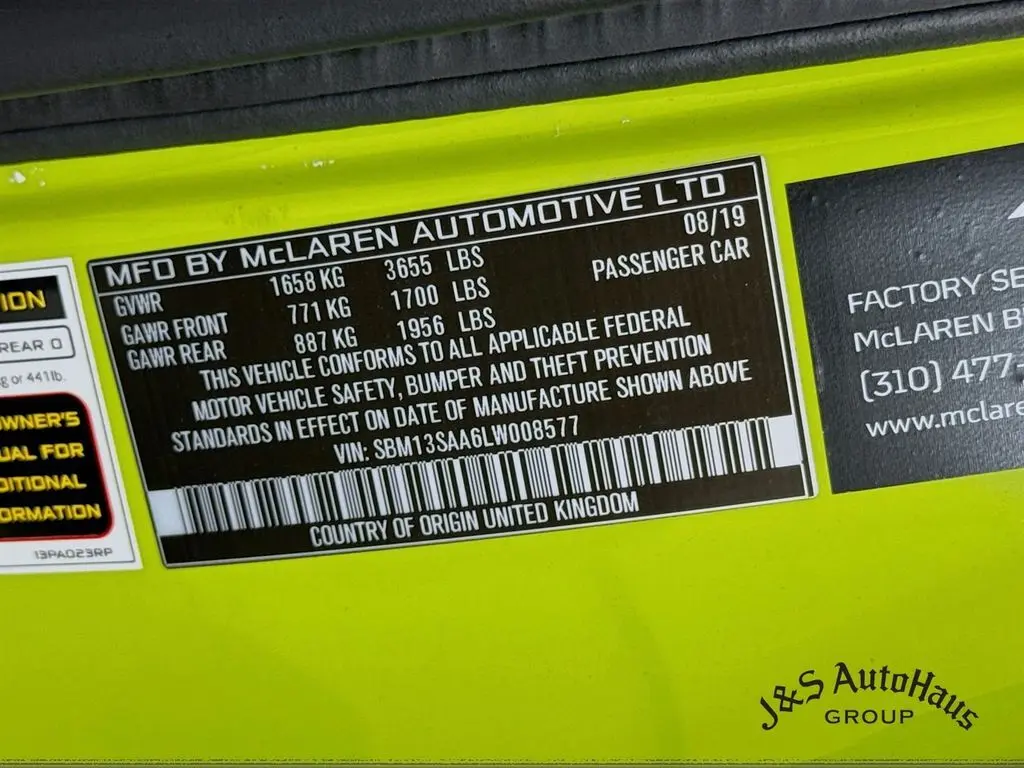 MFD BY McLAREN AUTOMOTIVE LTD
08/19
GVWR 1658 KG 3655 LBS
PASSENGER CAR
GAWR FRONT 771 KG 1700 LBS
GAWR REAR 887 KG 1956 LBS
THIS VEHICLE CONFORMS TO ALL APPLICABLE FEDERAL
MOTOR VEHICLE SAFETY, BUMPER AND THEFT PREVENTION
STANDARDS IN EFFECT ON DATE OF MANUFACTURE SHOWN ABOVE
VIN: SBM13SAA6LW008577
COUNTRY OF ORIGIN UNITED KINGDOM
TION
REAR 0
g or 441lb.
OWNER'S
UAL FOR
DITIONAL
ORMATION
13PA023RP
FACTORY SE
McLAREN B
(310) 477-
www.mclare
J&S AutoHaus
GROUP